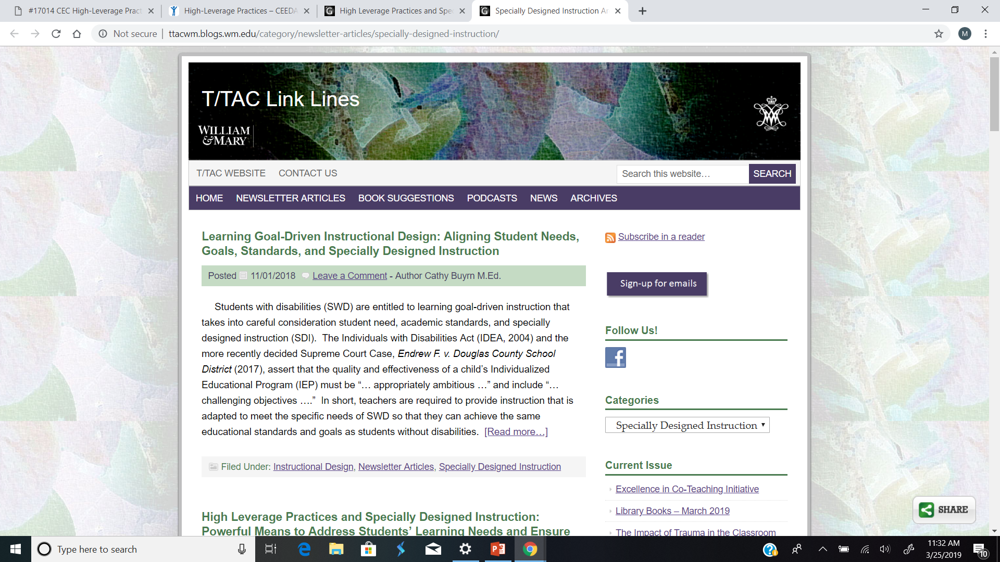 #17014 CEC High-Leverage Pract
High-Leverage Practices – CEEDA
High Leverage Practices and Spec
Specially Designed Instruction Ar
Not secure | ttacwm.blogs.wm.edu/category/newsletter-articles/specially-designed-instruction/
M
T/TAC Link Lines
WILLIAM
& MARY
T/TAC WEBSITE CONTACT US
Search this website… SEARCH
HOME NEWSLETTER ARTICLES BOOK SUGGESTIONS PODCASTS NEWS ARCHIVES
Learning Goal-Driven Instructional Design: Aligning Student Needs,
Goals, Standards, and Specially Designed Instruction
Posted 11/01/2018 Leave a Comment - Author Cathy Buyrn M.Ed.
Students with disabilities (SWD) are entitled to learning goal-driven instruction that
takes into careful consideration student need, academic standards, and specially
designed instruction (SDI).  The Individuals with Disabilities Act (IDEA, 2004) and the
more recently decided Supreme Court Case, Endrew F. v. Douglas County School
District (2017), assert that the quality and effectiveness of a child’s Individualized
Educational Program (IEP) must be “… appropriately ambitious …” and include “…
challenging objectives ….”  In short, teachers are required to provide instruction that is
adapted to meet the specific needs of SWD so that they can achieve the same
educational standards and goals as students without disabilities.  [Read more…]
Filed Under: Instructional Design, Newsletter Articles, Specially Designed Instruction
High Leverage Practices and Specially Designed Instruction:
Powerful Means to Address Students’ Learning Needs and Ensure
Subscribe in a reader
Sign-up for emails
Follow Us!
f
Categories
Specially Designed Instruction
Current Issue
Excellence in Co-Teaching Initiative
Library Books – March 2019
The Impact of Trauma in the Classroom
SHARE
Type here to search
11:32 AM
3/25/2019
10